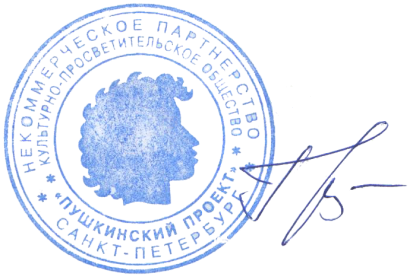 НЕКОММЕРЧЕСКОЕ ПАРТНЕРСТВО
КУЛЬТУРНО-ПРОСВЕТИТЕЛЬСКОЕ ОБЩЕСТВО
"ПУШКИНСКИЙ ПРОЕКТ"
САНКТ-ПЕТЕРБУРГ